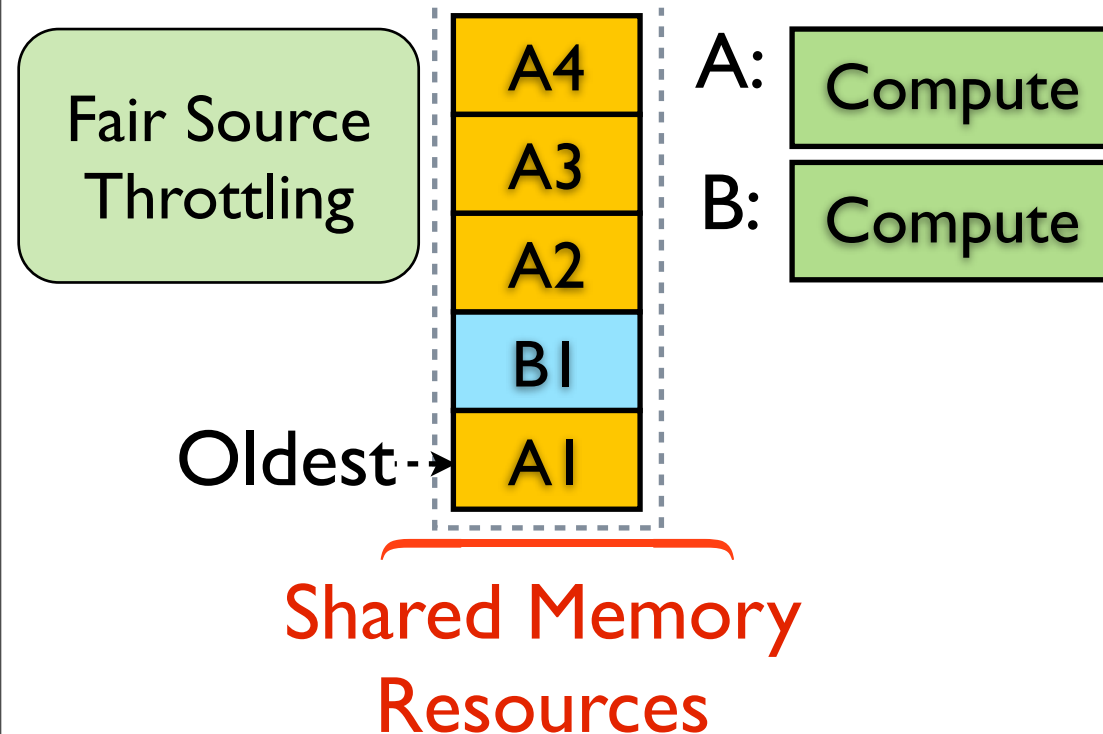 Fair Source
Throttling
A4
A3
A2
B1
A1
Oldest
A:
Compute
B:
Compute
Shared Memory
Resources